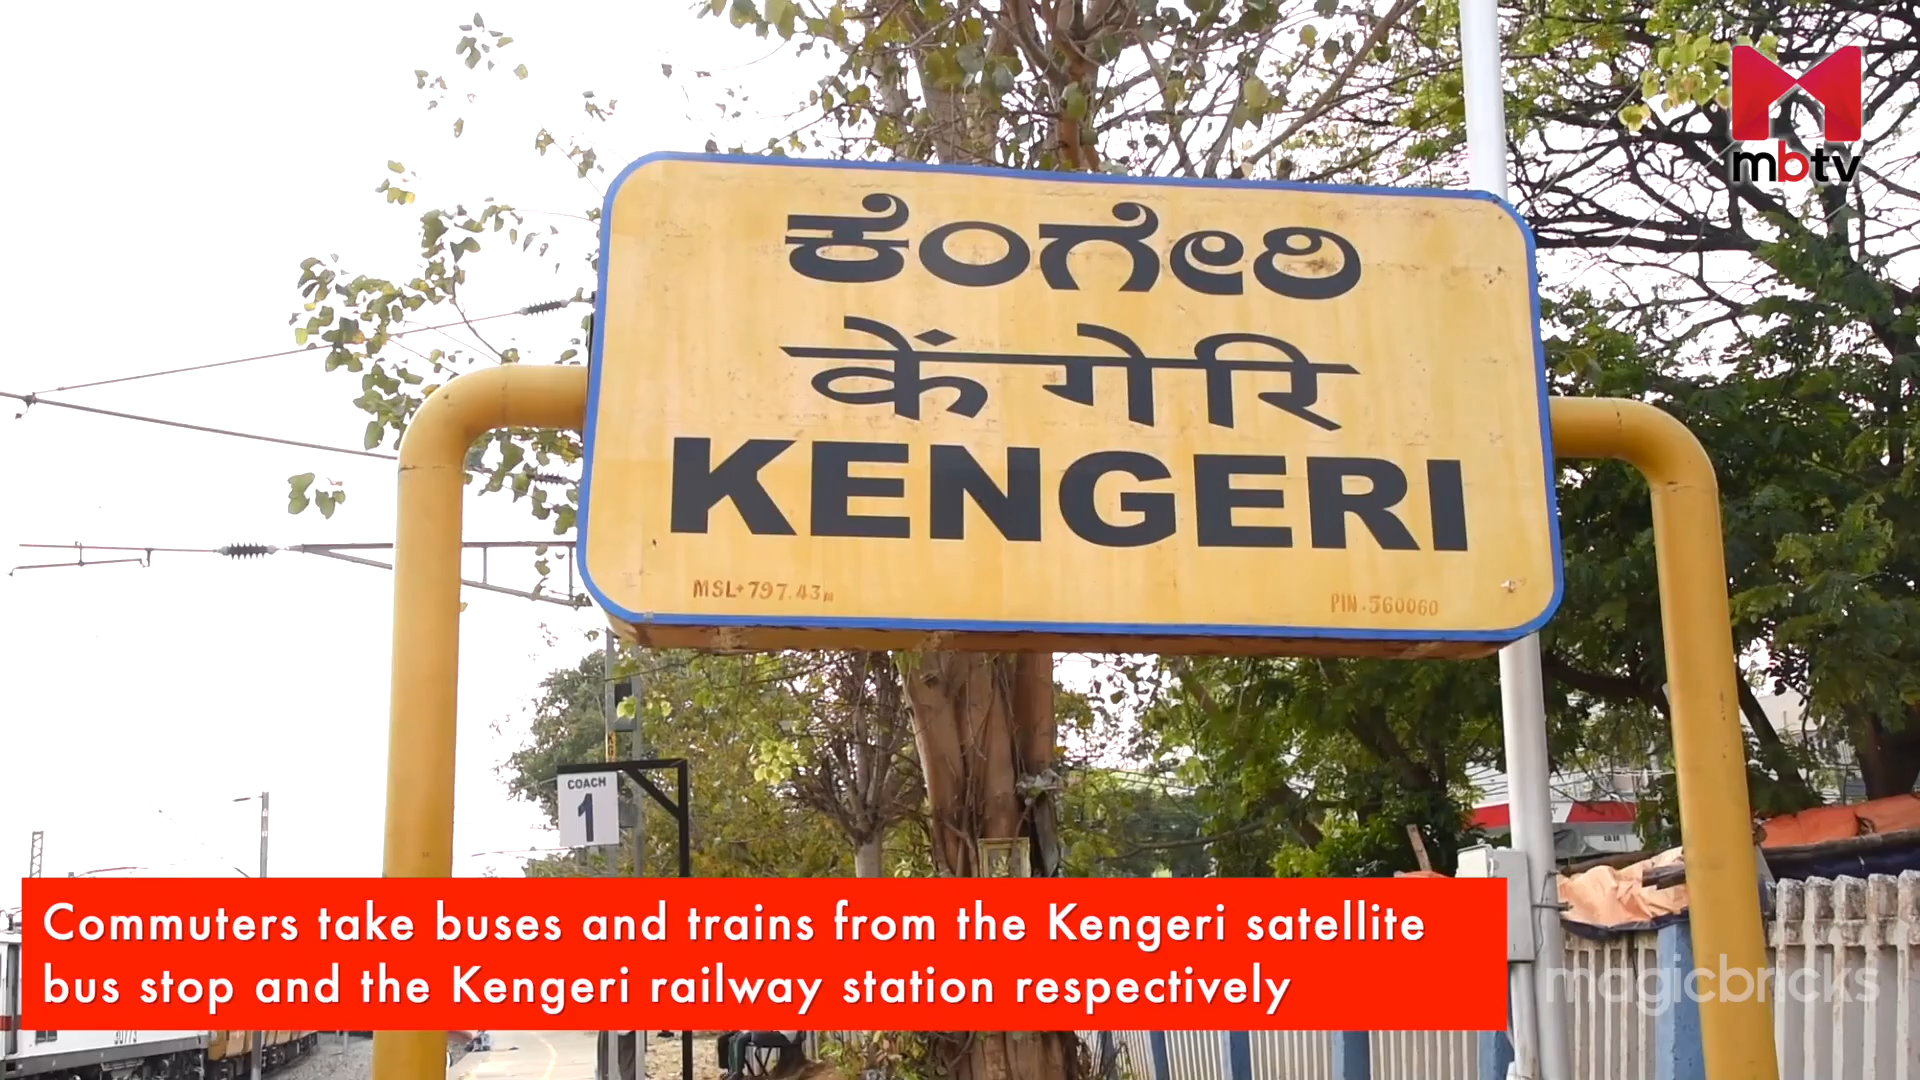 mbtv
ಕೆಂಗೇರಿ
केंगेरि
KENGERI
MSL+797.43m
PIN.560060
COACH
1
Commuters take buses and trains from the Kengeri satellite
bus stop and the Kengeri railway station respectively
magicbricks
30773